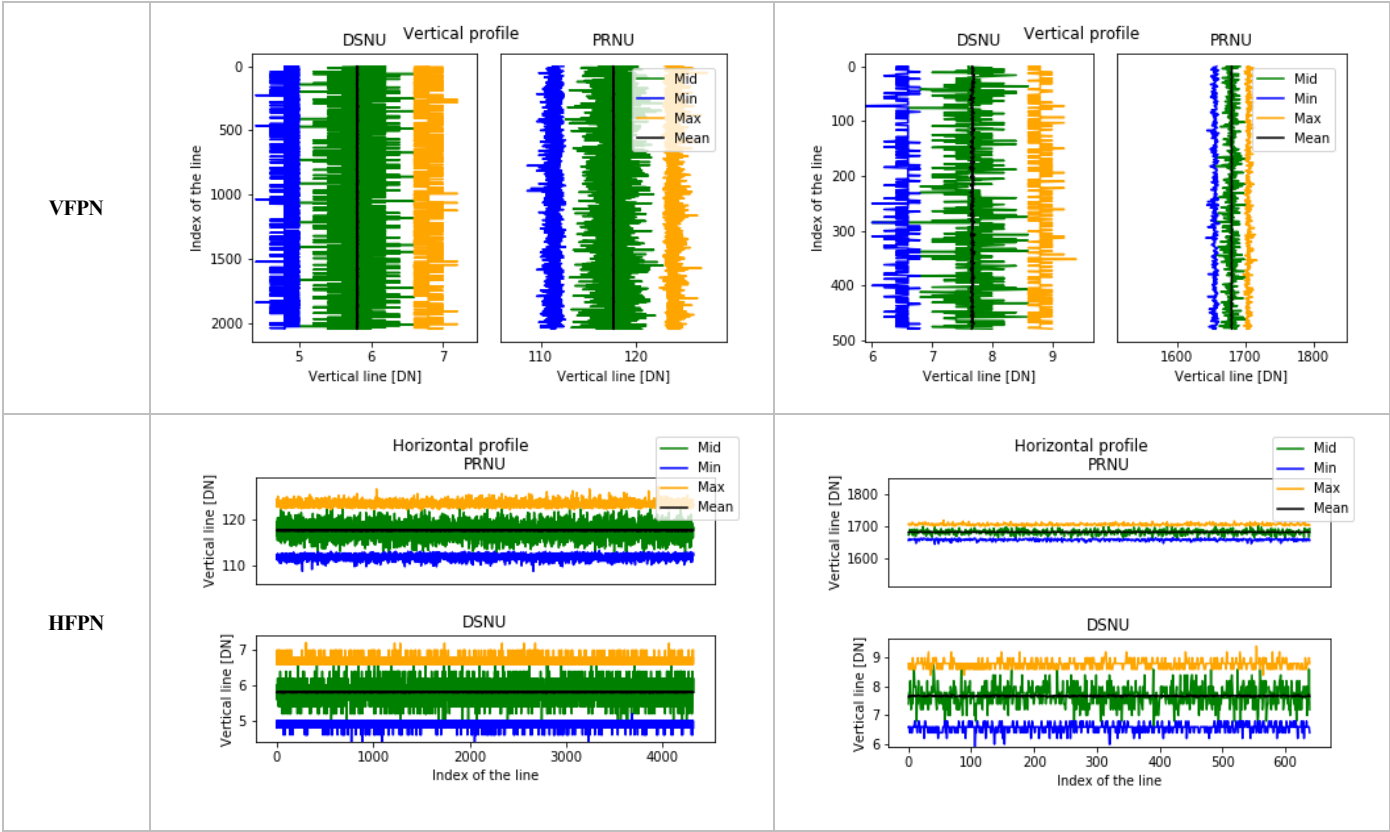 VFPN
Vertical profile
DSNU
PRNU
0
500
1000
1500
2000
Index of the line
5
6
7
Vertical line [DN]
110
120
Vertical line [DN]
Mid
Min
Max
Mean
Vertical profile
DSNU
PRNU
0
100
200
300
400
500
Index of the line
6
7
8
9
Vertical line [DN]
1600
1700
1800
Vertical line [DN]
Mid
Min
Max
Mean
HFPN
Horizontal profile
PRNU
Mid
Min
Max
Mean
120
110
Vertical line [DN]
DSNU
7
6
5
Vertical line [DN]
0
1000
2000
3000
4000
Index of the line
Horizontal profile
PRNU
Mid
Min
Max
Mean
1800
1700
1600
Vertical line [DN]
DSNU
9
8
7
6
Vertical line [DN]
0
100
200
300
400
500
600
Index of the line